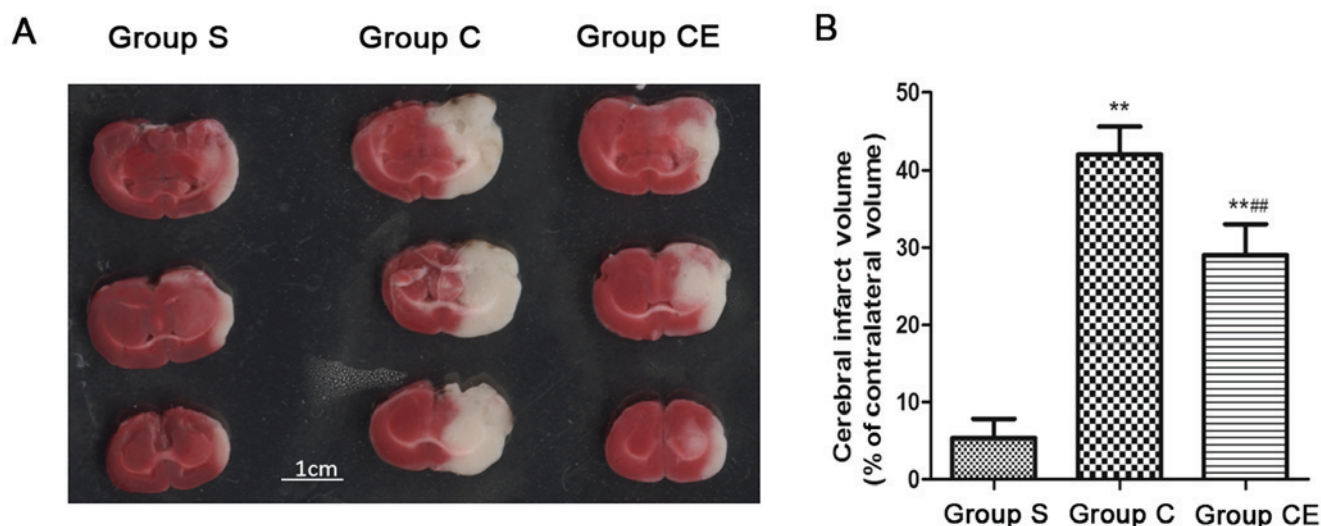 A
Group S
Group C
Group CE
1cm
B
Cerebral infarct volume
(% of contralateral volume)
50
40
30
20
10
0
**
**##
Group S
Group C
Group CE